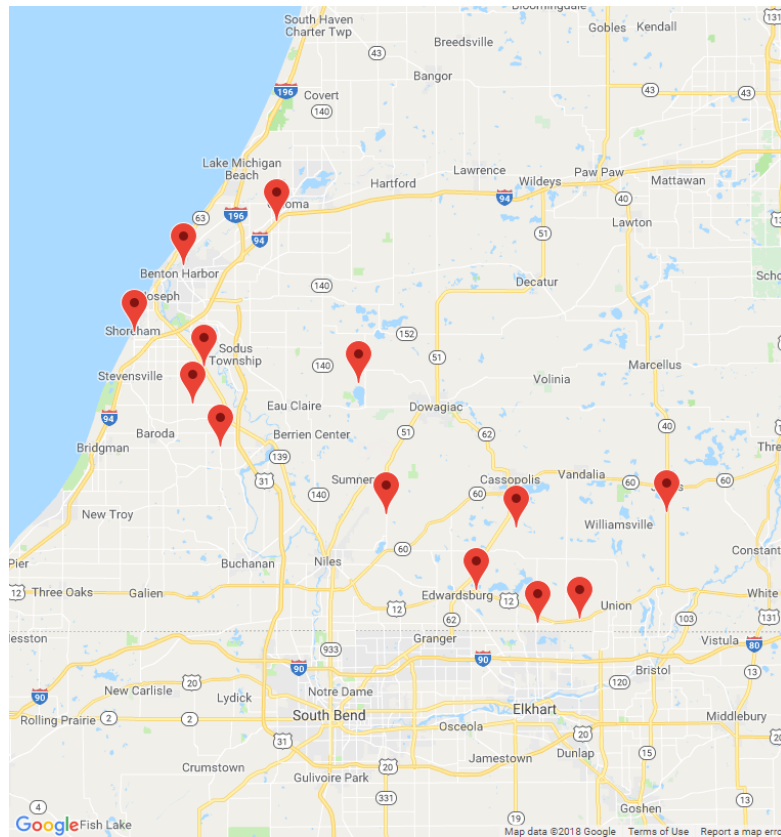 Bloomingdale
131
South Haven
Charter Twp
Gobles
Kendall
43
Breedsville
Bangor
196
43
43
Covert
140
Lake Michigan
Beach
Lawrence
Paw Paw
Hartford
Wildeys
Mattawan
94
40
63
196
Lawton
94
51
Benton Harbor
140
Decatur
Shoreham
152
Sodus
Township
51
140
Marcellus
Stevensville
Volinia
Eau Claire
Dowagiac
94
40
Baroda
Berrien Center
51
62
Bridgman
139
31
Cassopolis
Vandalia
60
60
60
140
New Troy
Williamsville
60
Buchanan
Niles
12
Three Oaks
Galien
Edwardsburg
12
12
Union
White
103
131
62
Granger
Vistula
933
90
80
90
Bristol
20
13
120
New Carlisle
Notre Dame
90
Lydick
Rolling Prairie
2
2
South Bend
Elkhart
Middlebury
Osceola
31
20
Dunlap
15
Crumstown
20
Jamestown
Gulivoire Park
13
331
4
19
Goshen
Google
Fish Lake
Map data ©2018 Google
Terms of Use
Report a map error